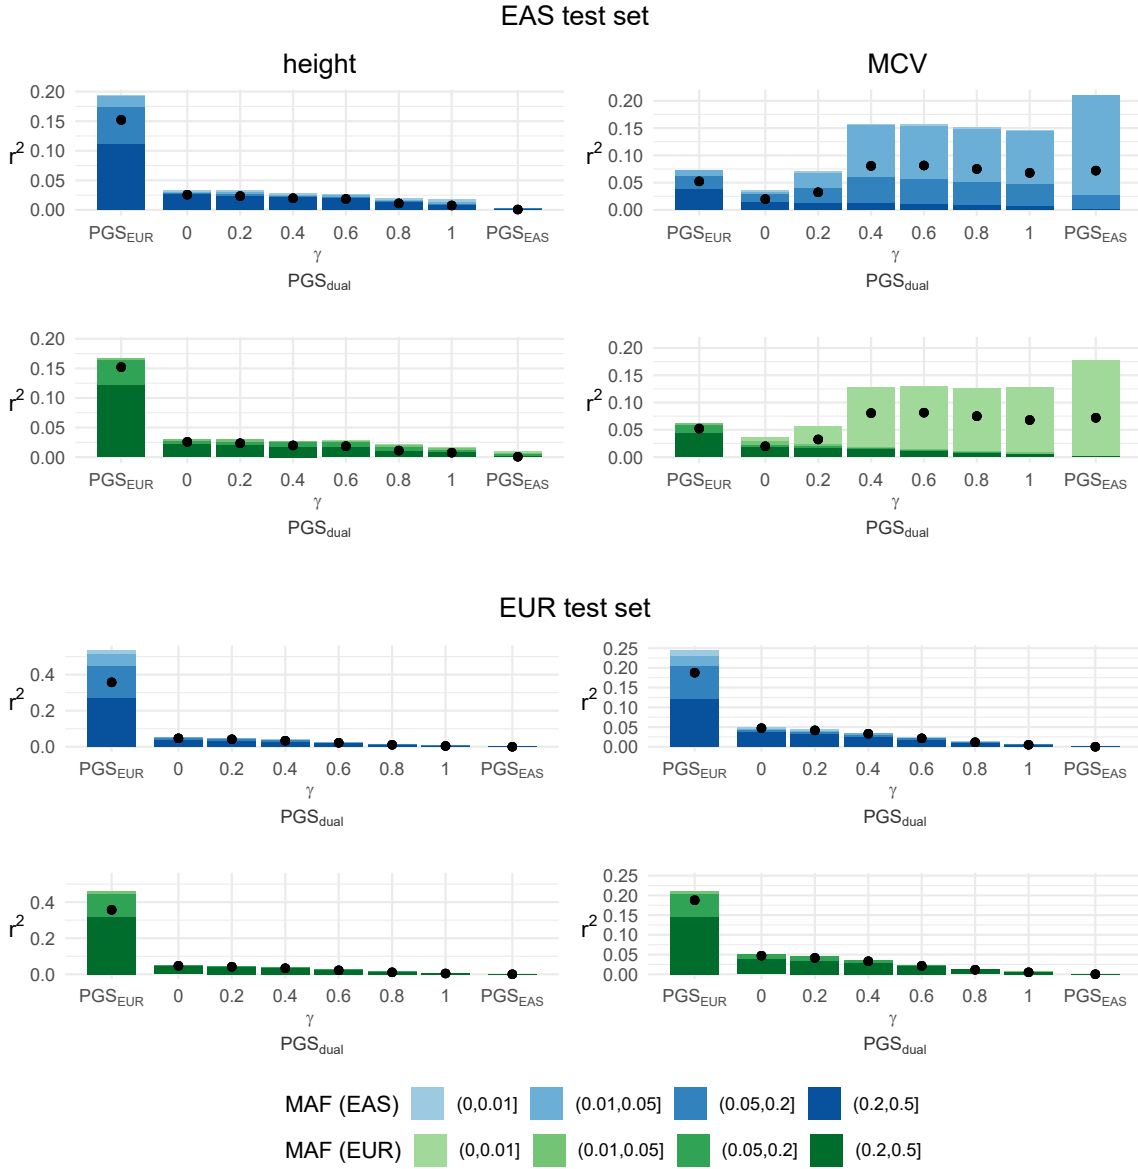 EAS test set
height MCV
0.20
0.15
0.10
0.05
0.00
r2
PGSEUR 0 0.2 0.4 0.6 0.8 1 PGSEAS
γ
PGSdual
0.20
0.15
0.10
0.05
0.00
r2
PGSEUR 0 0.2 0.4 0.6 0.8 1 PGSEAS
γ
PGSdual
0.20
0.15
0.10
0.05
0.00
r2
PGSEUR 0 0.2 0.4 0.6 0.8 1 PGSEAS
γ
PGSdual
0.20
0.15
0.10
0.05
0.00
r2
PGSEUR 0 0.2 0.4 0.6 0.8 1 PGSEAS
γ
PGSdual
EUR test set
0.4
0.2
0.0
r2
PGSEUR 0 0.2 0.4 0.6 0.8 1 PGSEAS
γ
PGSdual
0.25
0.20
0.15
0.10
0.05
0.00
r2
PGSEUR 0 0.2 0.4 0.6 0.8 1 PGSEAS
γ
PGSdual
0.4
0.2
0.0
r2
PGSEUR 0 0.2 0.4 0.6 0.8 1 PGSEAS
γ
PGSdual
0.25
0.20
0.15
0.10
0.05
0.00
r2
PGSEUR 0 0.2 0.4 0.6 0.8 1 PGSEAS
γ
PGSdual
MAF (EAS) (0,0.01] (0.01,0.05] (0.05,0.2] (0.2,0.5]
MAF (EUR) (0,0.01] (0.01,0.05] (0.05,0.2] (0.2,0.5]